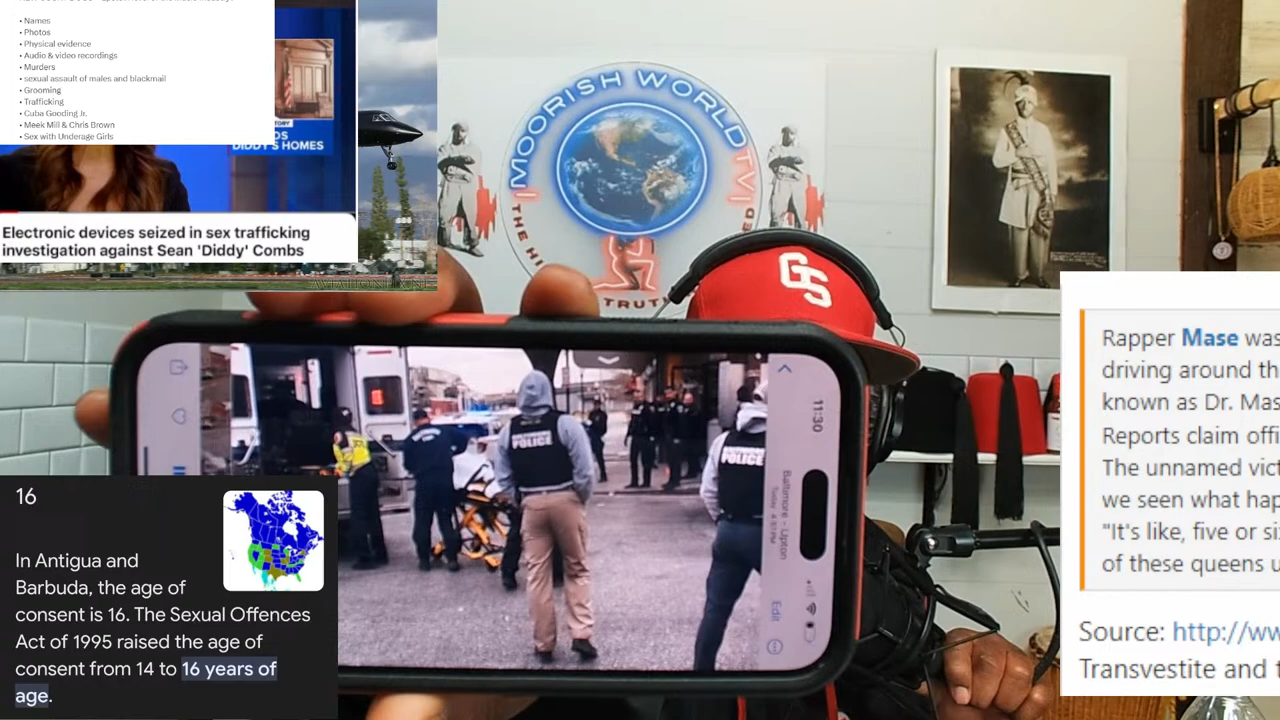 • Names
• Photos
• Physical evidence
• Audio & video recordings
• Murders
• sexual assault of males and blackmail
• Grooming
• Trafficking
• Cuba Gooding Jr.
• Meek Mill & Chris Brown
• Sex with Underage Girls
DIDDY'S HOMES
Electronic devices seized in sex trafficking
investigation against Sean 'Diddy' Combs
MOORISH WORLD TV
TRUTH
GS
POLICE
POLICE
11:30
Baltimore - Upton
Edit
16
In Antigua and
Barbuda, the age of
consent is 16. The Sexual Offences
Act of 1995 raised the age of
consent from 14 to 16 years of
age.
Rapper Mase was
driving around th
known as Dr. Mas
Reports claim offi
The unnamed vict
we seen what hap
"It's like, five or si
of these queens u
Source: http://ww
Transvestite and t